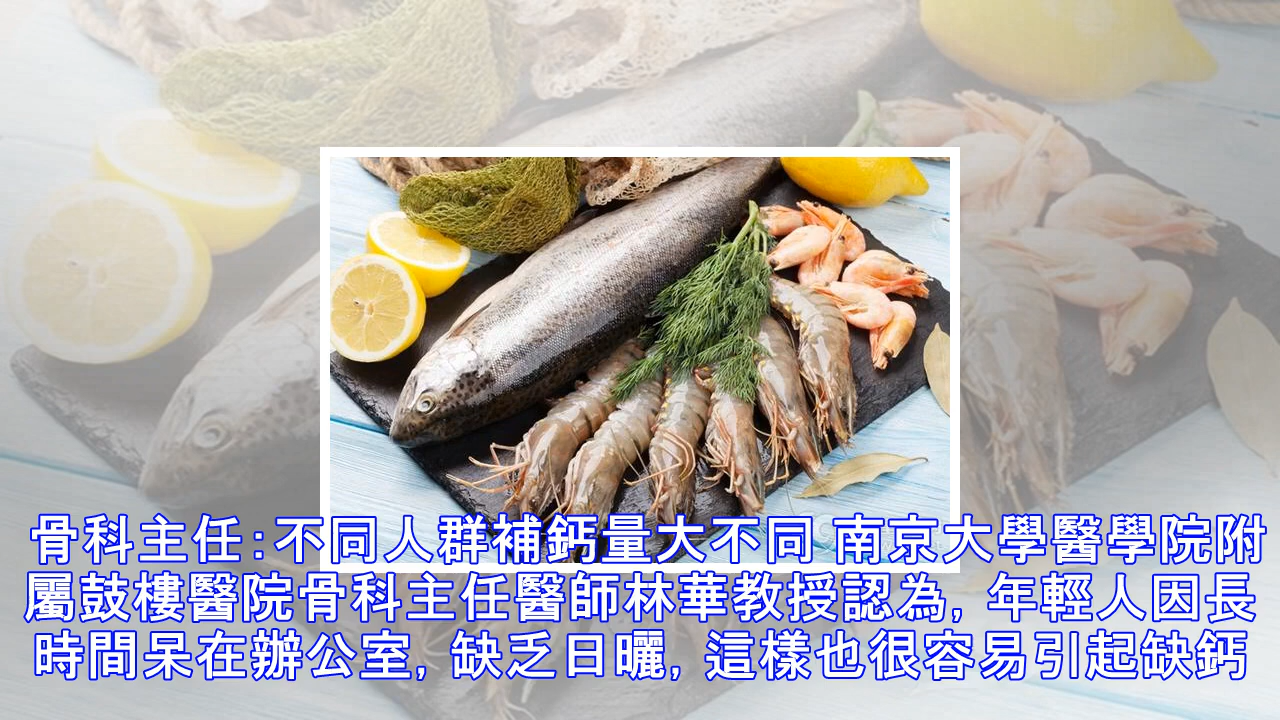 骨科主任:不同人群補鈣量大不同 南京大學醫學院附
屬鼓樓醫院骨科主任醫師林華教授認為, 年輕人因長
時間呆在辦公室, 缺乏日曬, 這樣也很容易引起缺鈣